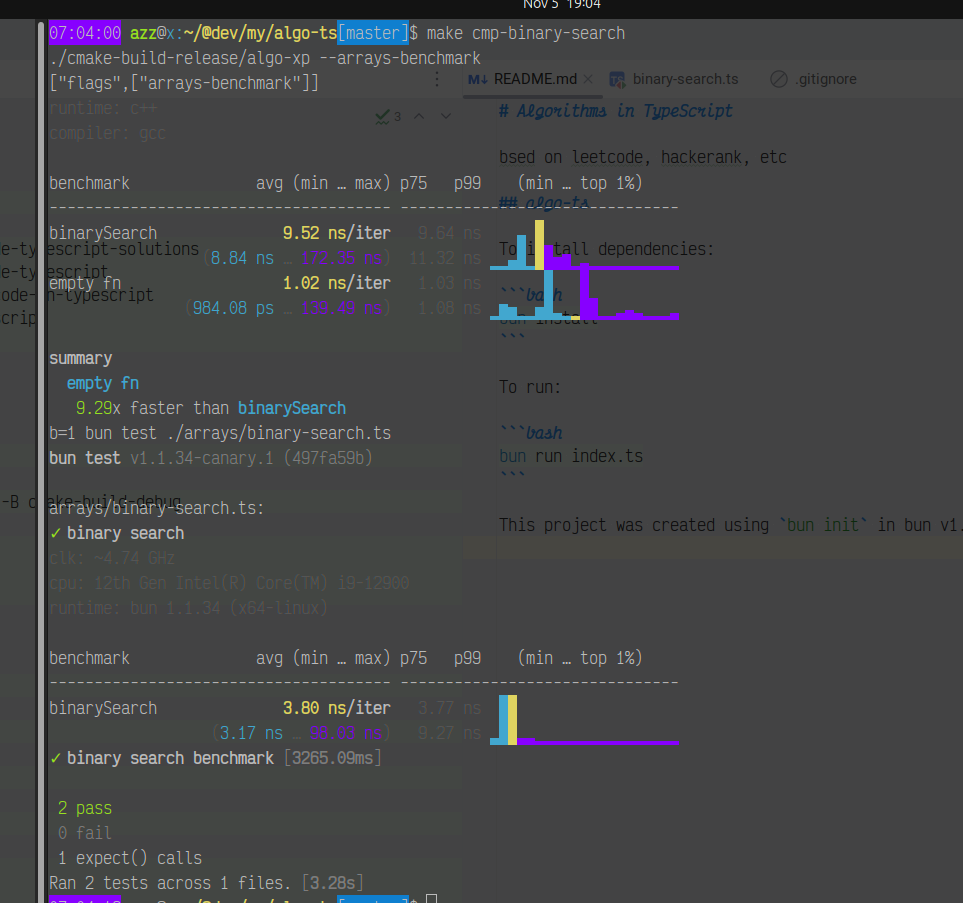 Nov 5 19:04
07:04:00 azz@x:~/@dev/my/algo-ts[master]$ make cmp-binary-search
./cmake-build-release/algo-xp --arrays-benchmark
["flags",["arrays-benchmark"]]
runtime: c++
compiler: gcc
benchmark avg (min … max) p75 p99 (min … top 1%)
--------------------------------------- -------------------------------
binarySearch 9.52 ns/iter 9.64 ns
(8.84 ns … ns) 11.32 ns
empty fn 1.02 ns/iter 1.03 ns
(984.08 ps … ns) 1.08 ns
summary
empty fn
9.29x faster than binarySearch
b=1 bun test ./arrays/binary-search.ts
bun test v1.1.34-canary.1 (497fa59b)
arrays/binary-search.ts:
✓ binary search
clk: ~4.74 GHz
cpu: 12th Gen Intel(R) Core(TM) i9-12900
runtime: bun 1.1.34 (x64-linux)
benchmark avg (min … max) p75 p99 (min … top 1%)
--------------------------------------- -------------------------------
binarySearch 3.80 ns/iter 3.77 ns
(3.17 ns … ns) 9.27 ns
✓ binary search benchmark [3265.09ms]
2 pass
0 fail
1 expect() calls
Ran 2 tests across 1 files. [3.28s]
M↓ README.md × binary-search.ts .gitignore
3
# Algorithms in TypeScript
bsed on leetcode, hackerank, etc
## algo-ts
To install dependencies:
```bash
bun install
```
To run:
```bash
bun run index.ts
```
This project was created using `bun init` in bun v1.
e-typescript-solutions
e-typescript
code-in-typescript
scrip
-B cmake-build-debug